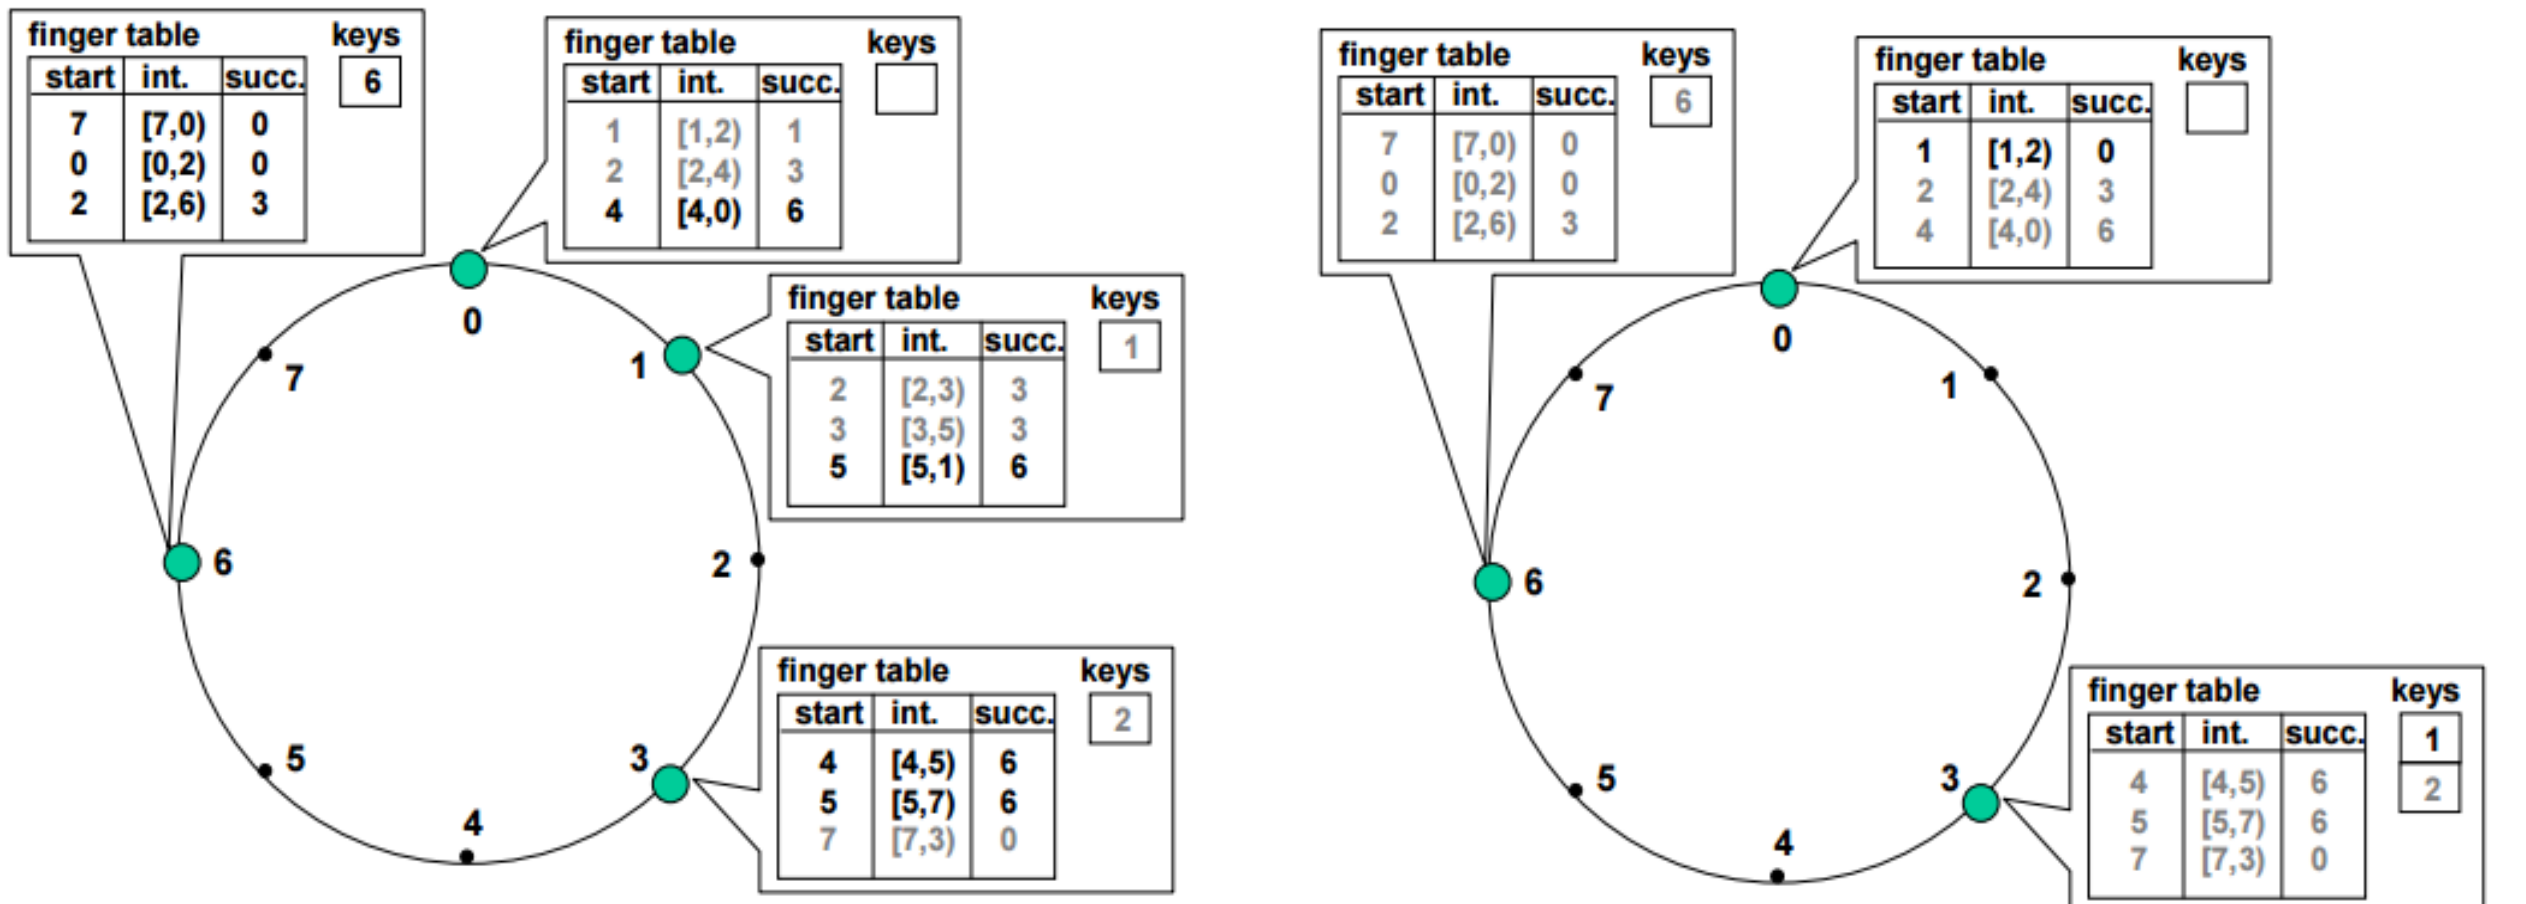 finger table keys
start int. succ.
6
7 [7,0) 0
0 [0,2) 0
2 [2,6) 3
finger table keys
start int. succ.
1 [1,2) 1
2 [2,4) 3
4 [4,0) 6
finger table keys
start int. succ.
1
2 [2,3) 3
3 [3,5) 3
5 [5,1) 6
finger table keys
start int. succ.
2
4 [4,5) 6
5 [5,7) 6
7 [7,3) 0
0
1
2
3
4
5
6
7
finger table keys
start int. succ.
6
7 [7,0) 0
0 [0,2) 0
2 [2,6) 3
finger table keys
start int. succ.
1 [1,2) 0
2 [2,4) 3
4 [4,0) 6
finger table keys
start int. succ.
1
2
4 [4,5) 6
5 [5,7) 6
7 [7,3) 0
0
1
2
3
4
5
6
7